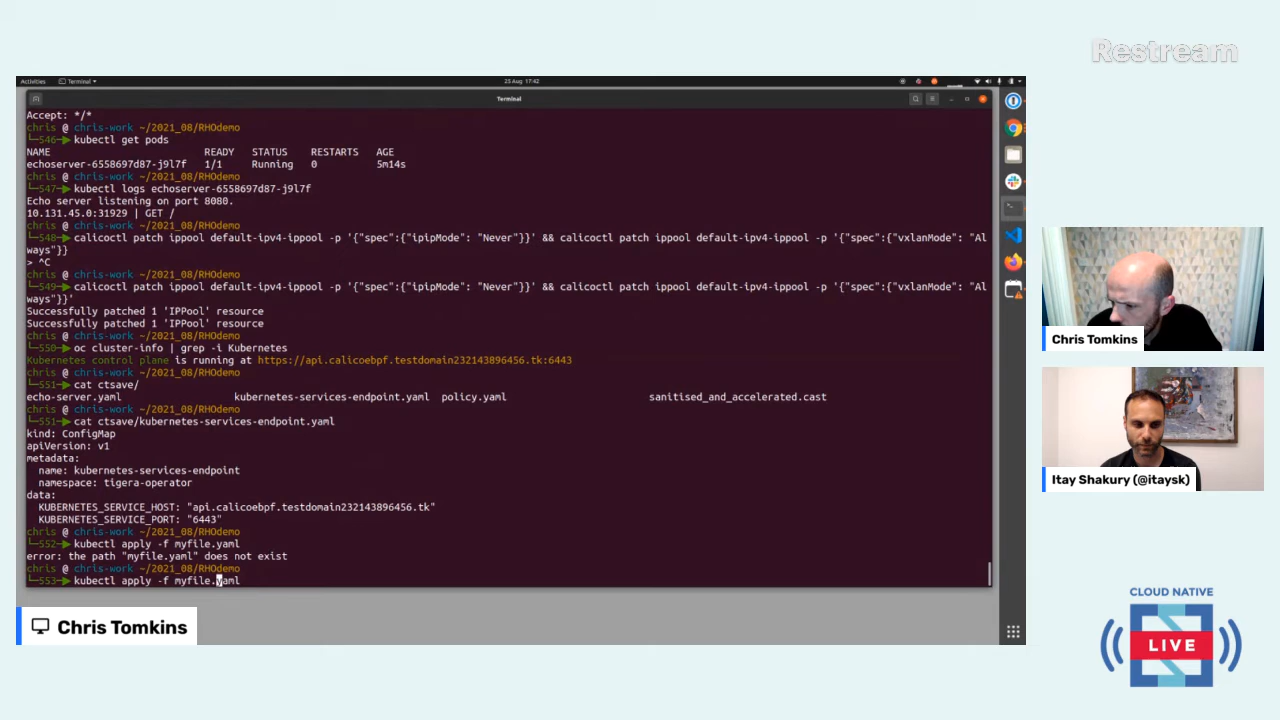 Restream
Activities
Terminal
25 Aug 17:42
Terminal
Accept: */*
chris @ chris-work ~/2021_08/RHOdemo
└─546─▶ kubectl get pods
NAME READY STATUS RESTARTS AGE
echoserver-6558697d87-j9l7f 1/1 Running 0 5m14s
chris @ chris-work ~/2021_08/RHOdemo
└─547─▶ kubectl logs echoserver-6558697d87-j9l7f
Echo server listening on port 8080.
10.131.45.0:31929 | GET /
chris @ chris-work ~/2021_08/RHOdemo
└─548─▶ calicoctl patch ippool default-ipv4-ippool -p '{"spec":{"ipipMode": "Never"}}' && calicoctl patch ippool default-ipv4-ippool -p '{"spec":{"vxlanMode": "Al
ways"}}
> ^C
chris @ chris-work ~/2021_08/RHOdemo
└─549─▶ calicoctl patch ippool default-ipv4-ippool -p '{"spec":{"ipipMode": "Never"}}' && calicoctl patch ippool default-ipv4-ippool -p '{"spec":{"vxlanMode": "Al
ways"}}'
Successfully patched 1 'IPPool' resource
Successfully patched 1 'IPPool' resource
chris @ chris-work ~/2021_08/RHOdemo
└─550─▶ oc cluster-info | grep -i Kubernetes
Kubernetes control plane is running at https://api.calicoebpf.testdomain232143896456.tk:6443
chris @ chris-work ~/2021_08/RHOdemo
└─551─▶ cat ctsave/
echo-server.yaml kubernetes-services-endpoint.yaml policy.yaml sanitised_and_accelerated.cast
chris @ chris-work ~/2021_08/RHOdemo
└─551─▶ cat ctsave/kubernetes-services-endpoint.yaml
kind: ConfigMap
apiVersion: v1
metadata:
name: kubernetes-services-endpoint
namespace: tigera-operator
data:
KUBERNETES_SERVICE_HOST: "api.calicoebpf.testdomain232143896456.tk"
KUBERNETES_SERVICE_PORT: "6443"
chris @ chris-work ~/2021_08/RHOdemo
└─552─▶ kubectl apply -f myfile.yaml
error: the path "myfile.yaml" does not exist
chris @ chris-work ~/2021_08/RHOdemo
└─553─▶ kubectl apply -f myfile.yaml
Chris Tomkins
Chris Tomkins
Itay Shakury (@itaysk)
CLOUD NATIVE
LIVE